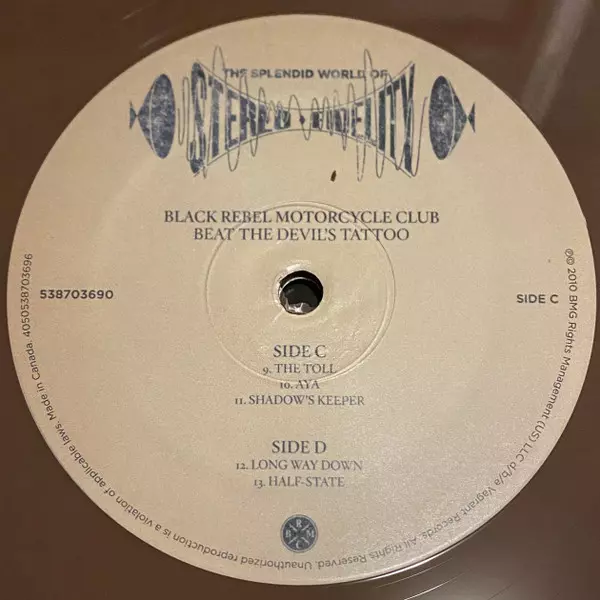 THE SPLENDID WORLD OF
STEREO FIDELITY
BLACK REBEL MOTORCYCLE CLUB
BEAT THE DEVIL'S TATTOO
538703690
SIDE C
SIDE C
9. THE TOLL
10. AYA
11. SHADOW'S KEEPER
SIDE D
12. LONG WAY DOWN
13. HALF-STATE
B R M C
℗© 2010 BMG Rights Management (US) LLC d/b/a Vagrant Records. All Rights Reserved. Unauthorized reproduction is a violation of applicable laws. Made in Canada. 4050538703696